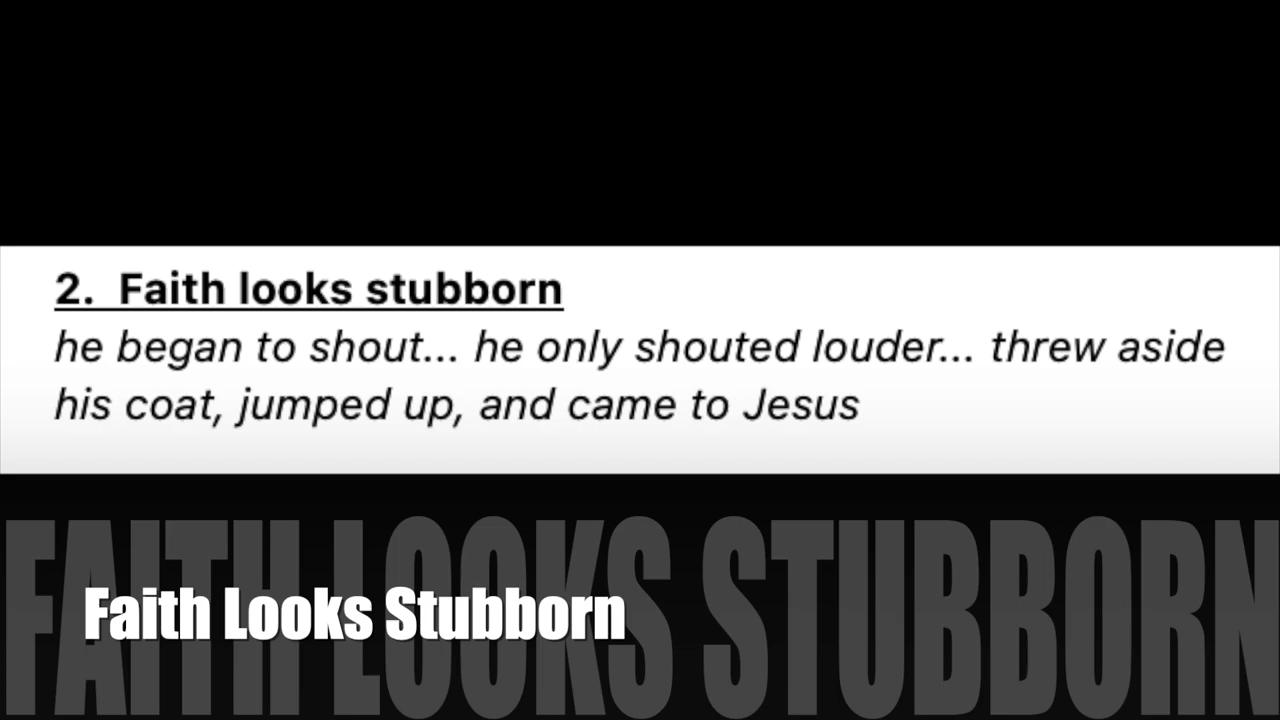 2. Faith looks stubborn
he began to shout... he only shouted louder... threw aside
his coat, jumped up, and came to Jesus
FAITH LOOKS STUBBORN
Faith Looks Stubborn